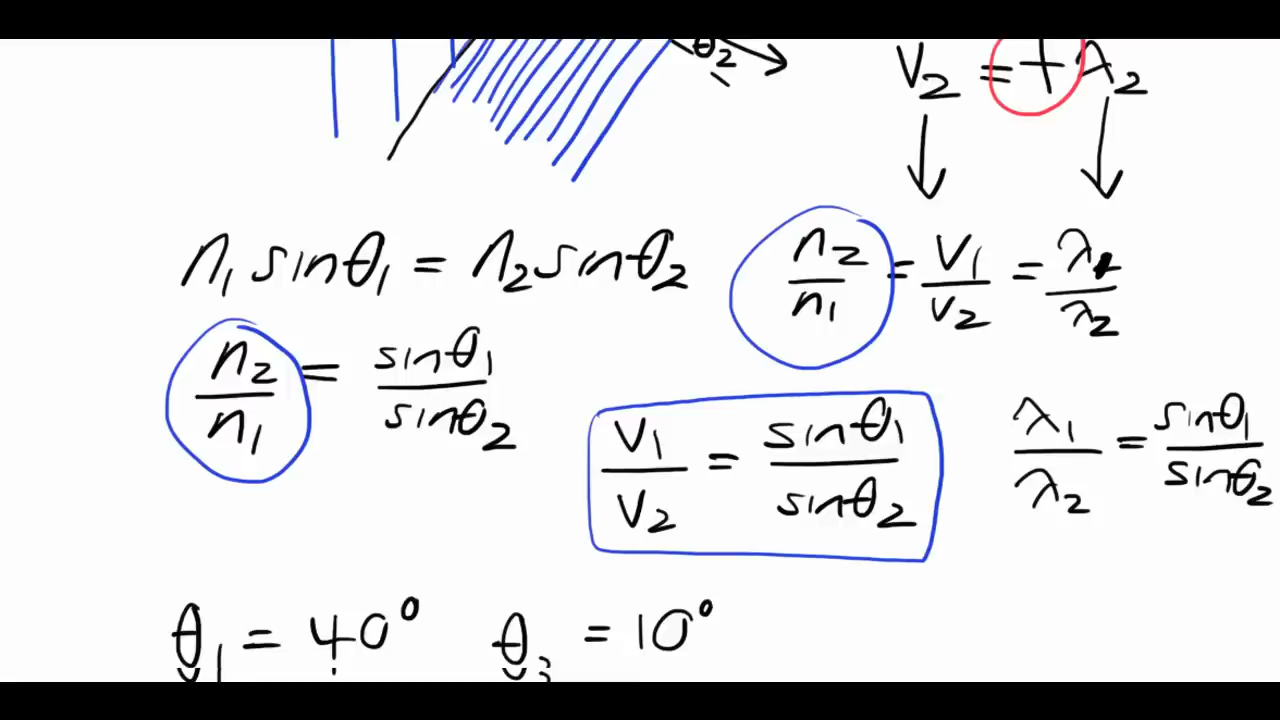 θ2
V2 = f λ2
n1 sinθ1 = n2 sinθ2
n2/n1 = V1/V2 = λ1/λ2
n2/n1 = sinθ1/sinθ2
V1/V2 = sinθ1/sinθ2
λ1/λ2 = sinθ1/sinθ2
θ1 = 40° θ3 = 10°